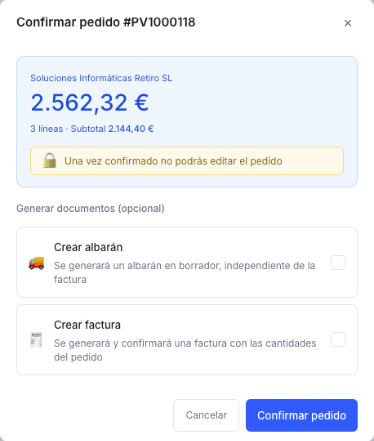 Confirmar pedido #PV1000118
×
Soluciones Informáticas Retiro SL
2.562,32 €
3 líneas · Subtotal 2.144,40 €
Una vez confirmado no podrás editar el pedido
Generar documentos (opcional)
Crear albarán
Se generará un albarán en borrador, independiente de la
factura
Crear factura
Se generará y confirmará una factura con las cantidades
del pedido
Cancelar
Confirmar pedido